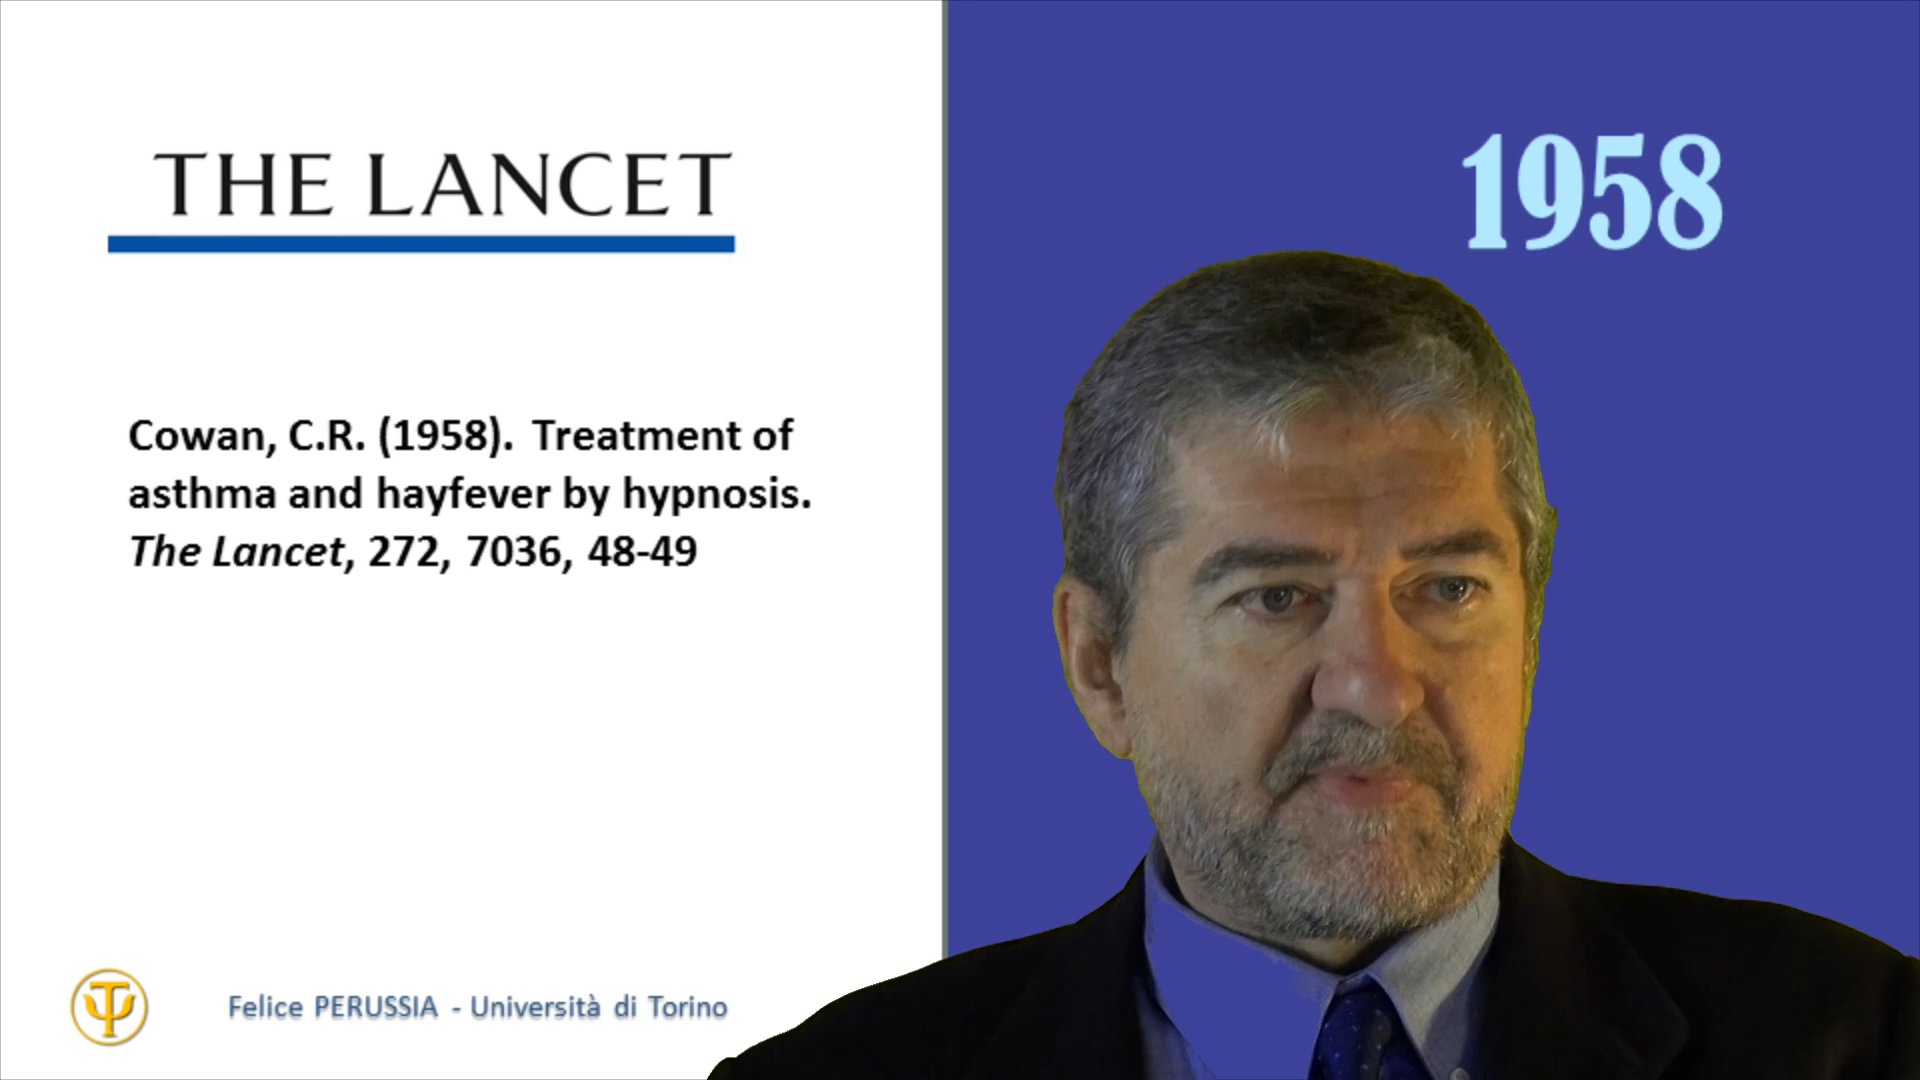 THE LANCET
1958
Cowan, C.R. (1958). Treatment of
asthma and hayfever by hypnosis.
The Lancet, 272, 7036, 48-49
Felice PERUSSIA - Università di Torino